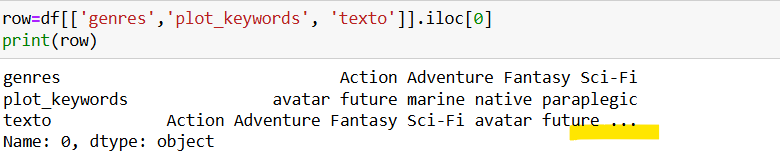 row=df[['genres','plot_keywords', 'texto']].iloc[0]
print(row)
genres Action Adventure Fantasy Sci-Fi
plot_keywords avatar future marine native paraplegic
texto Action Adventure Fantasy Sci-Fi avatar future ...
Name: 0, dtype: object